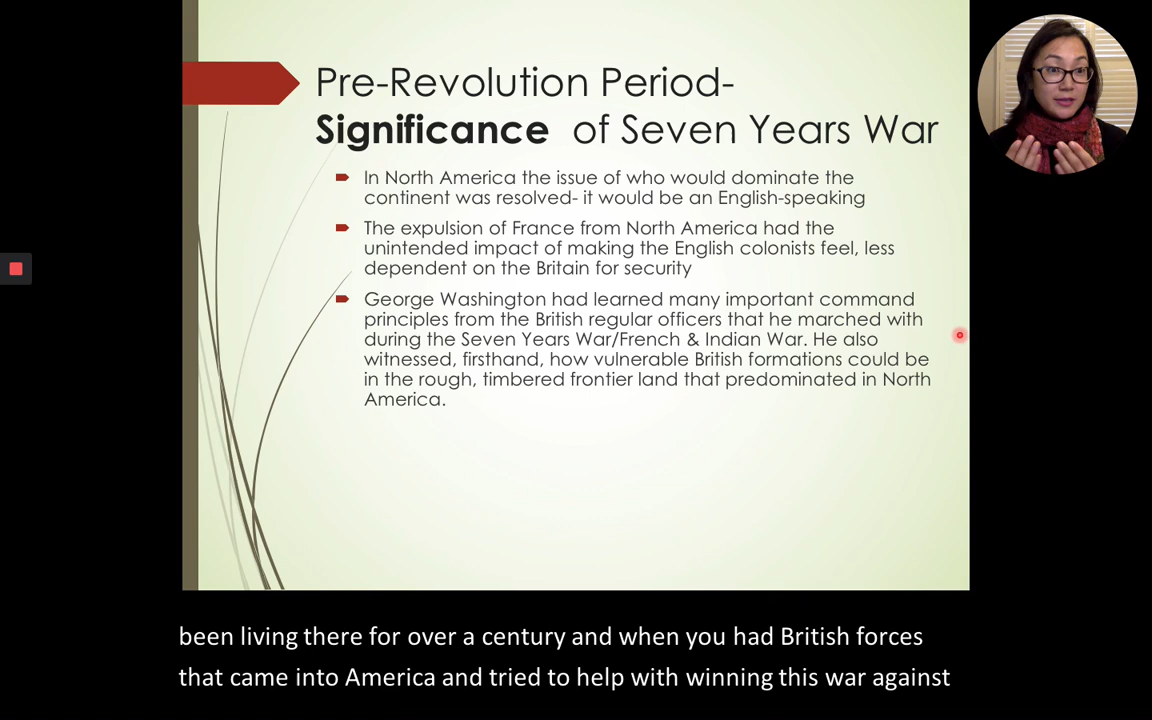 Pre-Revolution Period-
Significance of Seven Years War
In North America the issue of who would dominate the
continent was resolved- it would be an English-speaking
The expulsion of France from North America had the
unintended impact of making the English colonists feel, less
dependent on the Britain for security
George Washington had learned many important command
principles from the British regular officers that he marched with
during the Seven Years War/French & Indian War. He also
witnessed, firsthand, how vulnerable British formations could be
in the rough, timbered frontier land that predominated in North
America.
been living there for over a century and when you had British forces
that came into America and tried to help with winning this war against